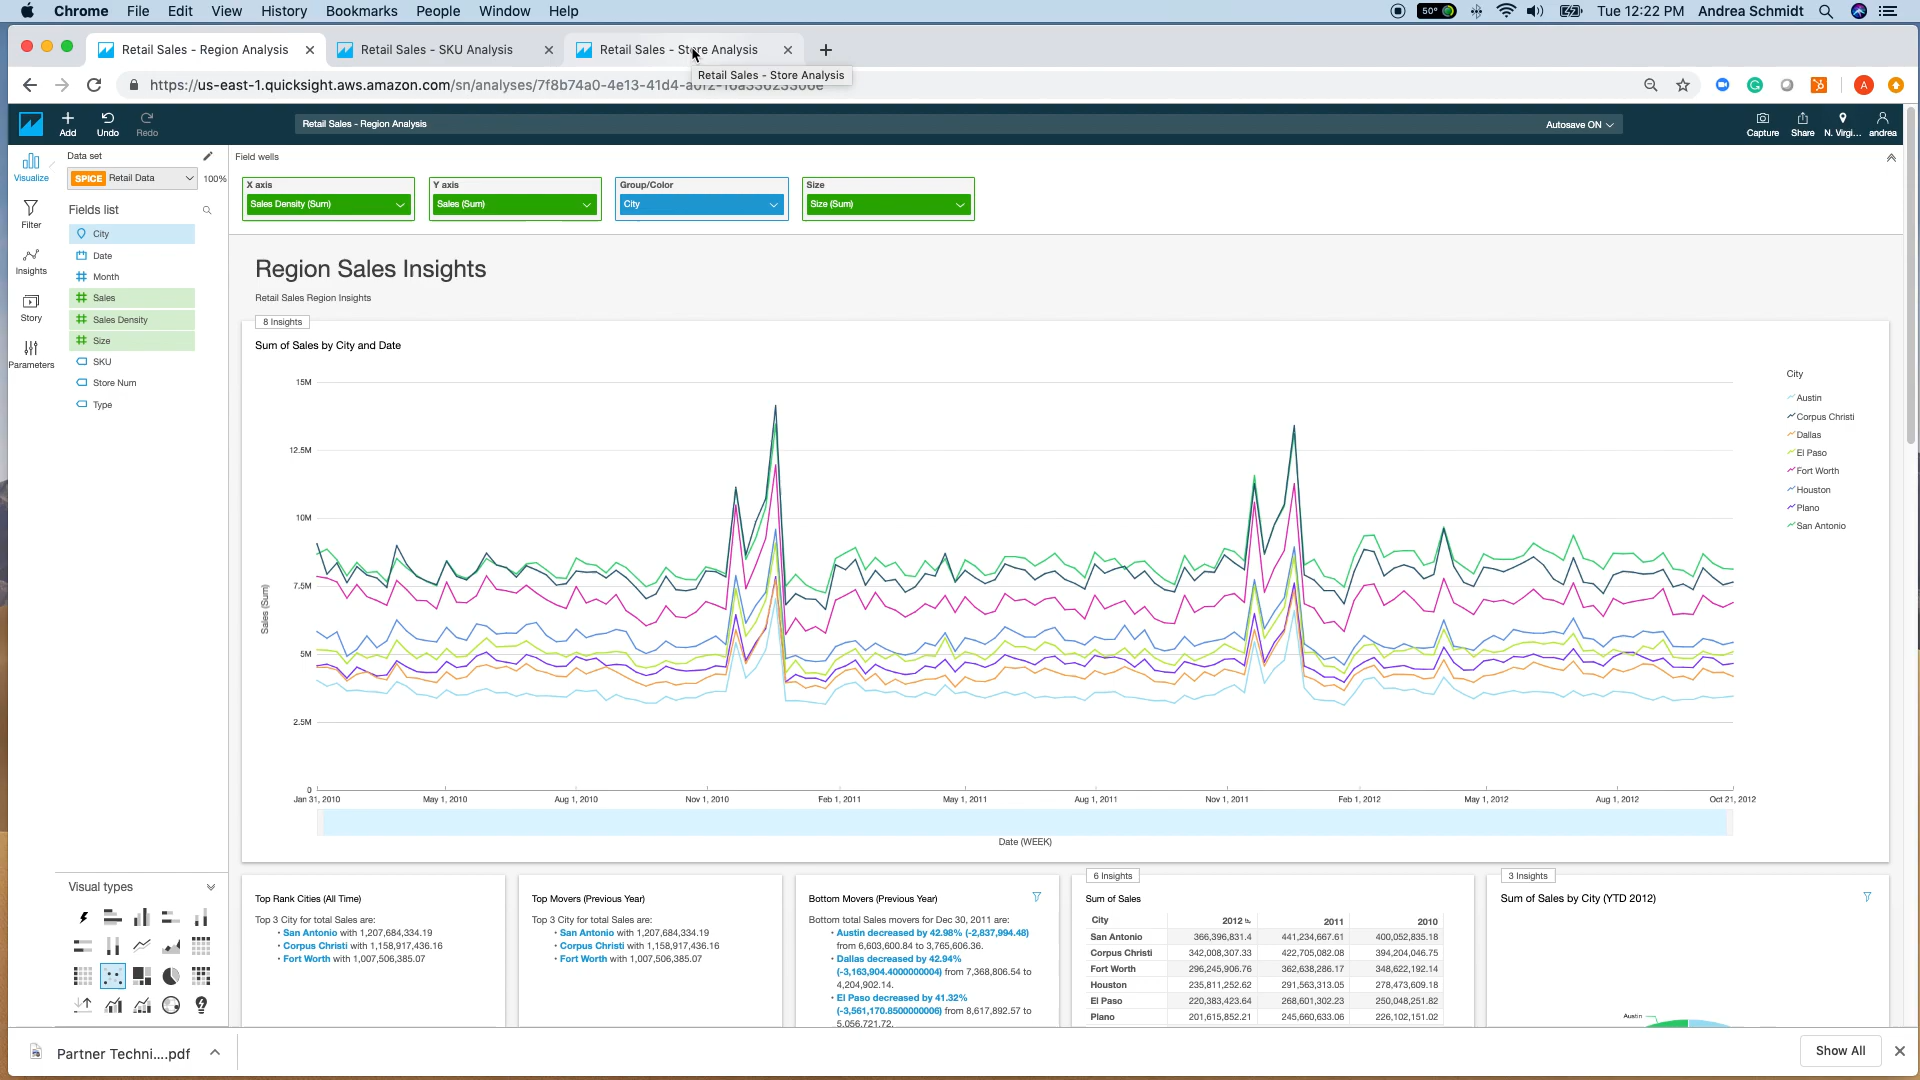 Chrome File Edit View History Bookmarks People Window Help
50° Tue 12:22 PM Andrea Schmidt
Retail Sales - Region Analysis
Retail Sales - SKU Analysis
Retail Sales - Store Analysis
Retail Sales - Store Analysis
https://us-east-1.quicksight.aws.amazon.com/sn/analyses/7f8b74a0-4e13-41d4-
A
Add
Undo
Redo
Retail Sales - Region Analysis
Autosave ON
Capture
Share
N. Virgi...
andrea
Visualize
Filter
Insights
Story
Parameters
Data set
SPICE Retail Data
100%
Fields list
City
Date
Month
Sales
Sales Density
Size
SKU
Store Num
Type
Field wells
X axis
Sales Density (Sum)
Y axis
Sales (Sum)
Group/Color
City
Size
Size (Sum)
Region Sales Insights
Retail Sales Region Insights
8 Insights
Sum of Sales by City and Date
15M
12.5M
10M
7.5M
5M
2.5M
0
Sales (Sum)
Jan 31, 2010
May 1, 2010
Aug 1, 2010
Nov 1, 2010
Feb 1, 2011
May 1, 2011
Aug 1, 2011
Nov 1, 2011
Feb 1, 2012
May 1, 2012
Aug 1, 2012
Oct 21, 2012
Date (WEEK)
City
Austin
Corpus Christi
Dallas
El Paso
Fort Worth
Houston
Plano
San Antonio
Visual types
Top Rank Cities (All Time)
Top 3 City for total Sales are:
• San Antonio with 1,207,684,334.19
• Corpus Christi with 1,158,917,436.16
• Fort Worth with 1,007,506,385.07
Top Movers (Previous Year)
Top 3 City for total Sales are:
• San Antonio with 1,207,684,334.19
• Corpus Christi with 1,158,917,436.16
• Fort Worth with 1,007,506,385.07
Bottom Movers (Previous Year)
Bottom total Sales movers for Dec 30, 2011 are:
• Austin decreased by 42.98% (-2,837,994.48)
from 6,603,600.84 to 3,765,606.36.
• Dallas decreased by 42.94%
(-3,163,904.4000000004) from 7,368,806.54 to
4,204,902.14.
• El Paso decreased by 41.32%
(-3,561,170.8500000006) from 8,617,892.57 to
5,056,721.72.
6 Insights
Sum of Sales
City 2012 2011 2010
San Antonio 366,396,831.4 441,234,667.61 400,052,835.18
Corpus Christi 342,008,307.33 422,705,082.08 394,204,046.75
Fort Worth 296,245,906.76 362,638,286.17 348,622,192.14
Houston 235,811,252.62 291,563,313.05 278,473,609.18
El Paso 220,383,423.64 268,601,302.23 250,048,251.82
Plano 201,615,852.21 245,660,633.06 226,102,151.02
3 Insights
Sum of Sales by City (YTD 2012)
Austin
Partner Techni....pdf
Show All